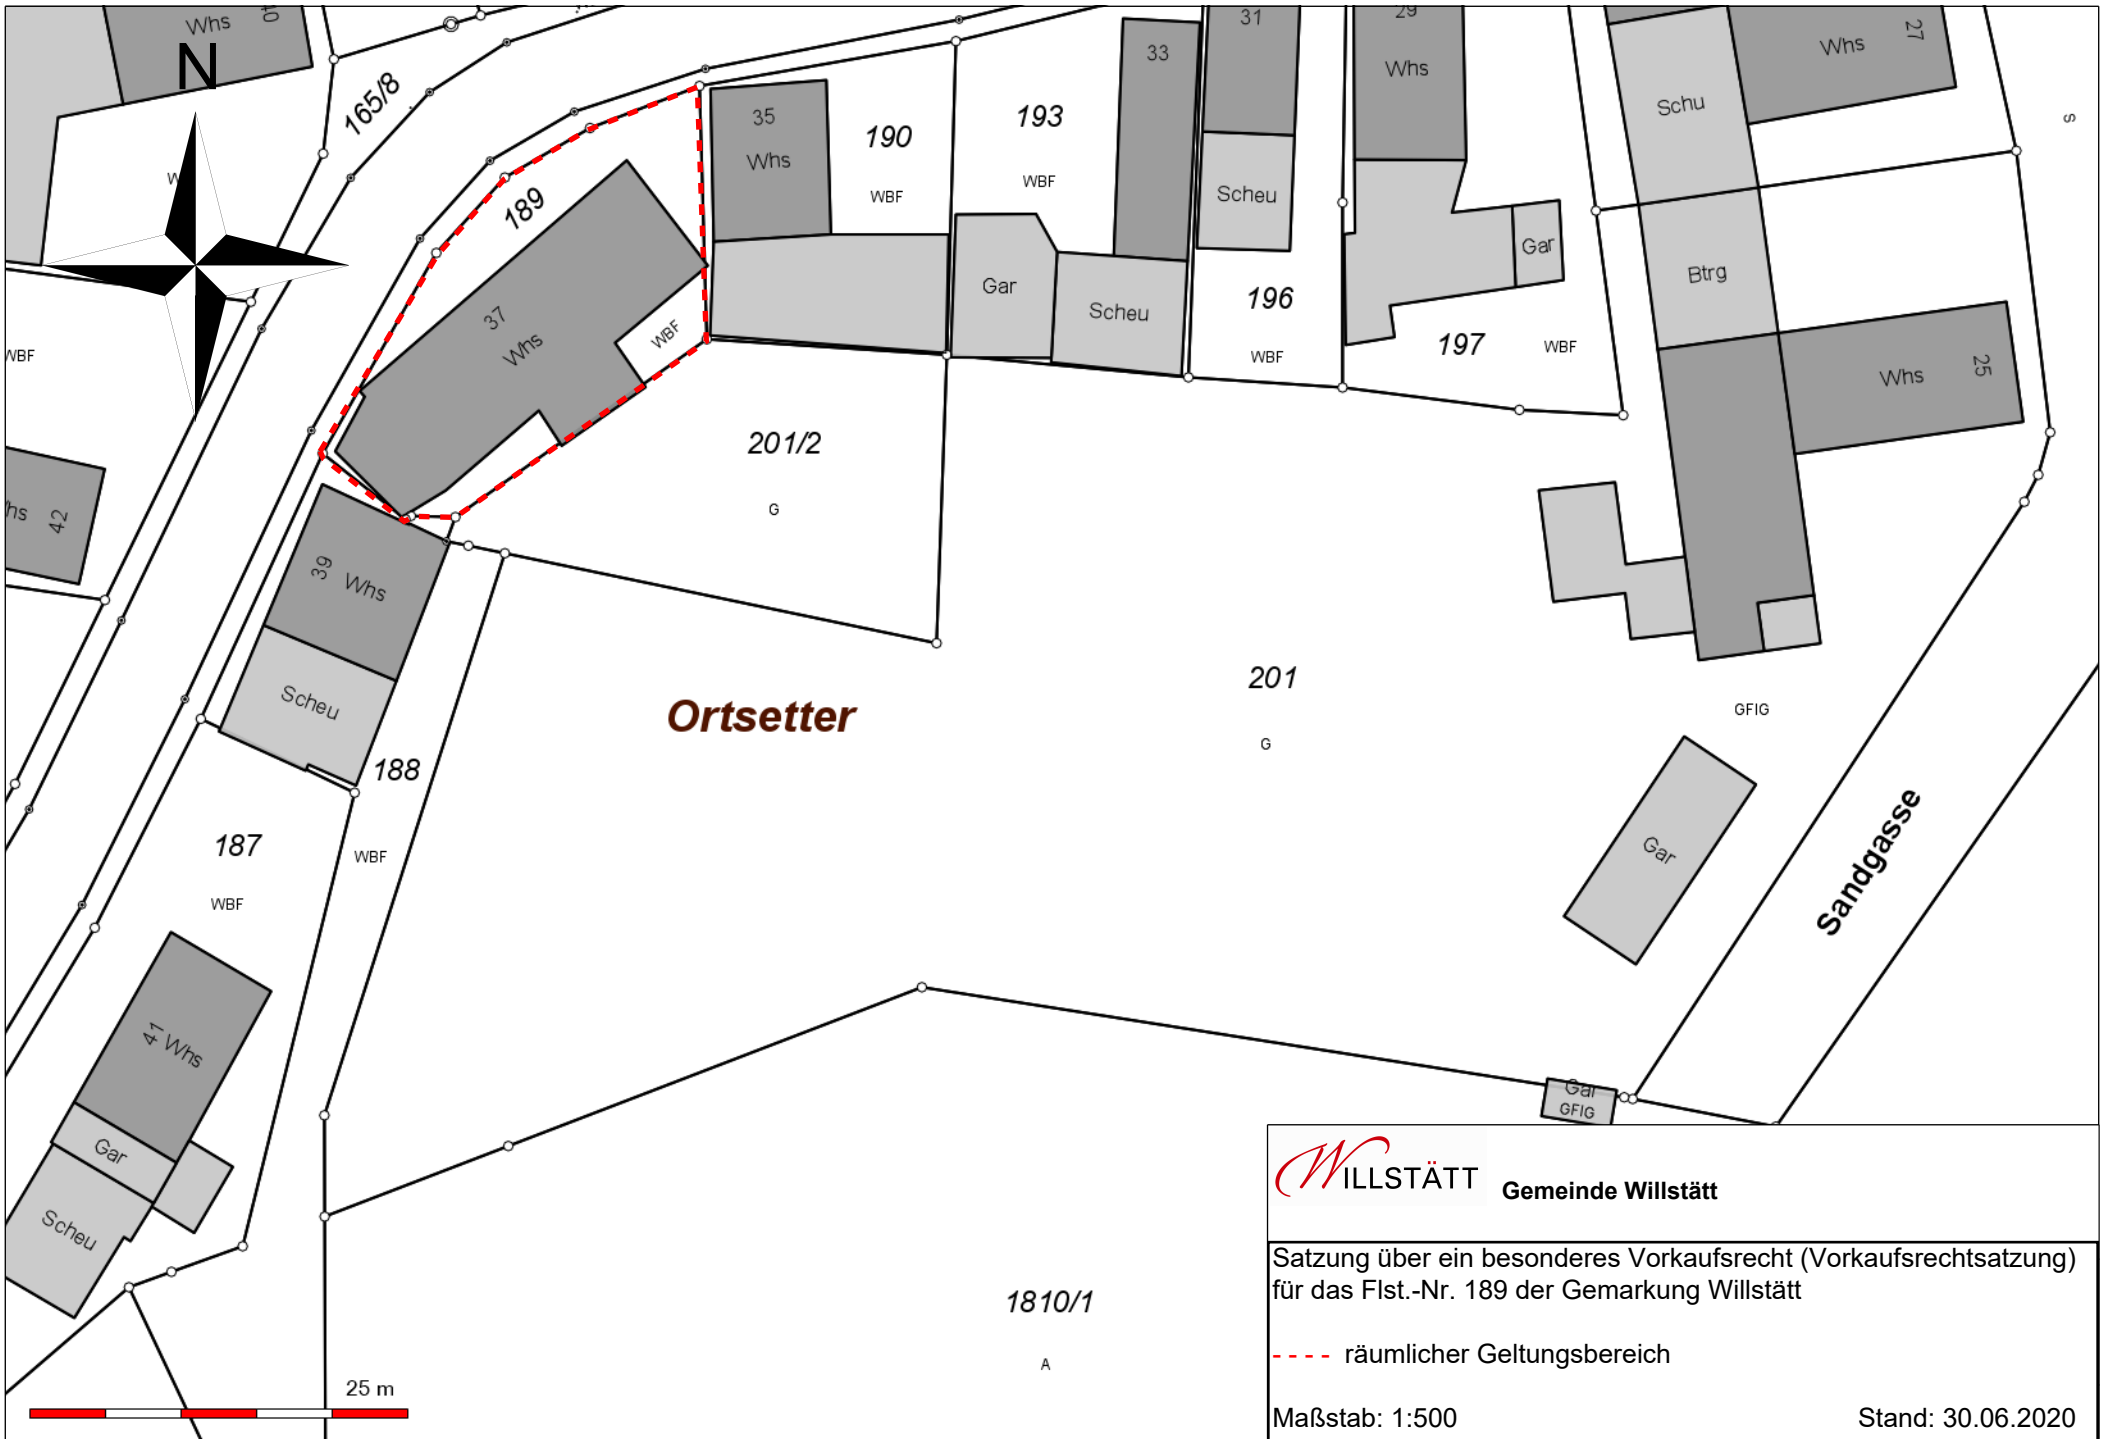 Whs
40
N
165/8
WBF
Whs
42
189
37
Whs
WBF
35
Whs
190
WBF
193
WBF
33
Gar
Scheu
31
Scheu
196
WBF
29
Whs
Gar
197
WBF
Schu
Whs
27
Btrg
Whs
25
S
201/2
G
39
Whs
Scheu
188
WBF
187
WBF
41 Whs
Gar
Scheu
Ortsetter
201
G
GFlG
Gar
Sandgasse
Gar
GFlG
1810/1
A
25 m
WILLSTÄTT
Gemeinde Willstätt
Satzung über ein besonderes Vorkaufsrecht (Vorkaufsrechtsatzung)
für das Flst.-Nr. 189 der Gemarkung Willstätt
räumlicher Geltungsbereich
Maßstab: 1:500
Stand: 30.06.2020